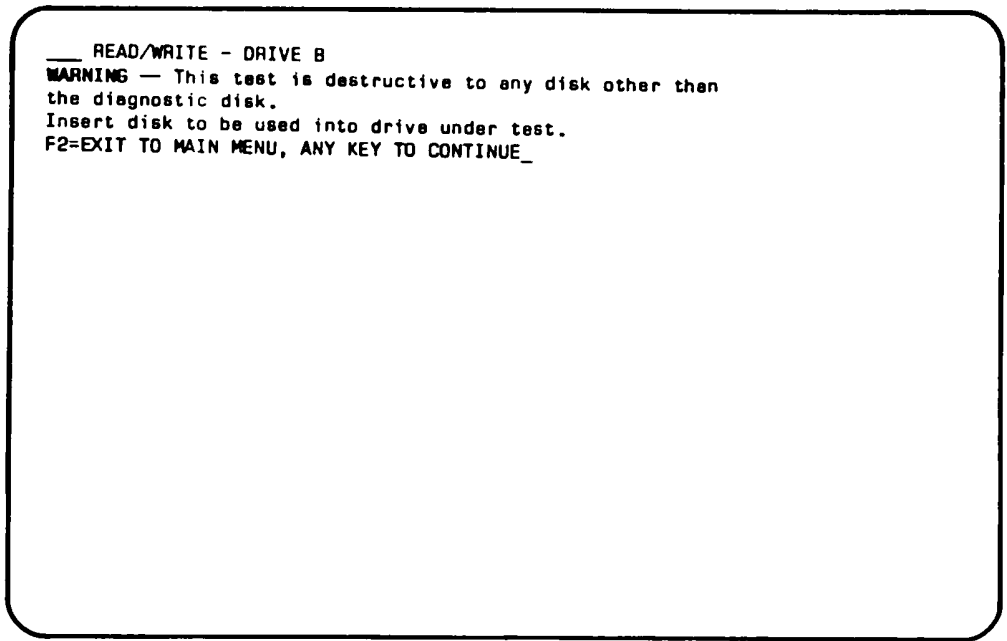 ___ READ/WRITE - DRIVE B
WARNING — This test is destructive to any disk other than
the diagnostic disk.
Insert disk to be used into drive under test.
F2=EXIT TO MAIN MENU, ANY KEY TO CONTINUE_